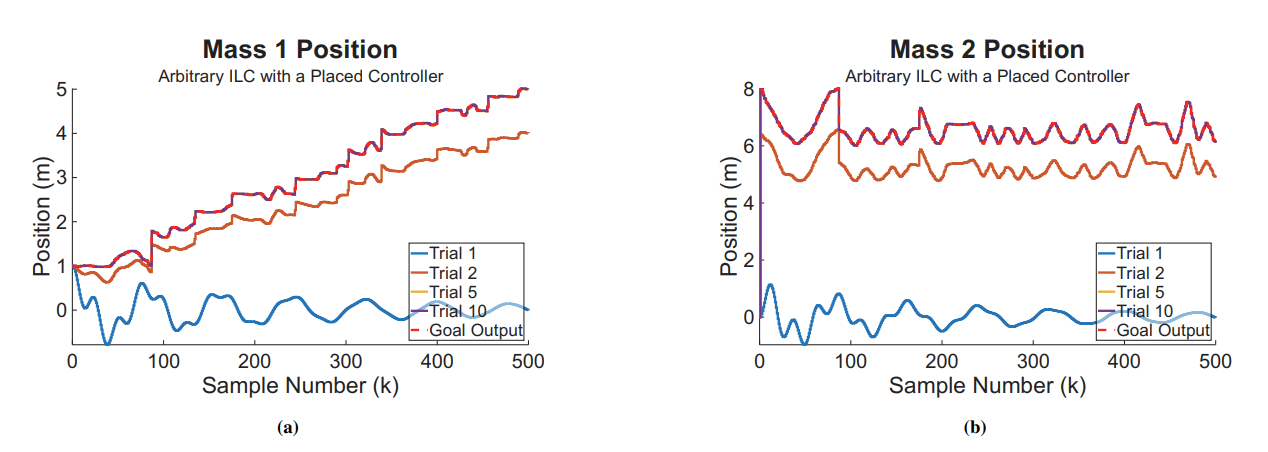 Mass 1 Position
Arbitrary ILC with a Placed Controller
5
4
3
2
1
0
Position (m)
0
100
200
300
400
500
Sample Number (k)
Trial 1
Trial 2
Trial 5
Trial 10
Goal Output
(a)
Mass 2 Position
Arbitrary ILC with a Placed Controller
8
6
4
2
0
Position (m)
0
100
200
300
400
500
Sample Number (k)
Trial 1
Trial 2
Trial 5
Trial 10
Goal Output
(b)